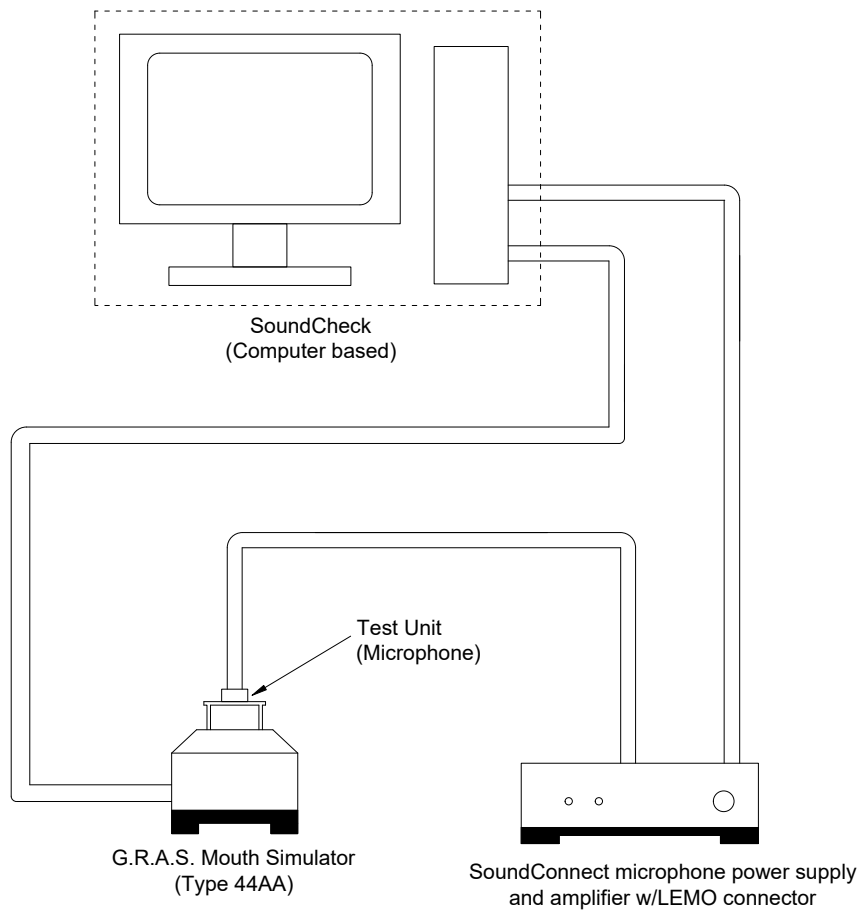 SoundCheck
(Computer based)
Test Unit
(Microphone)
G.R.A.S. Mouth Simulator
(Type 44AA)
SoundConnect microphone power supply
and amplifier w/LEMO connector